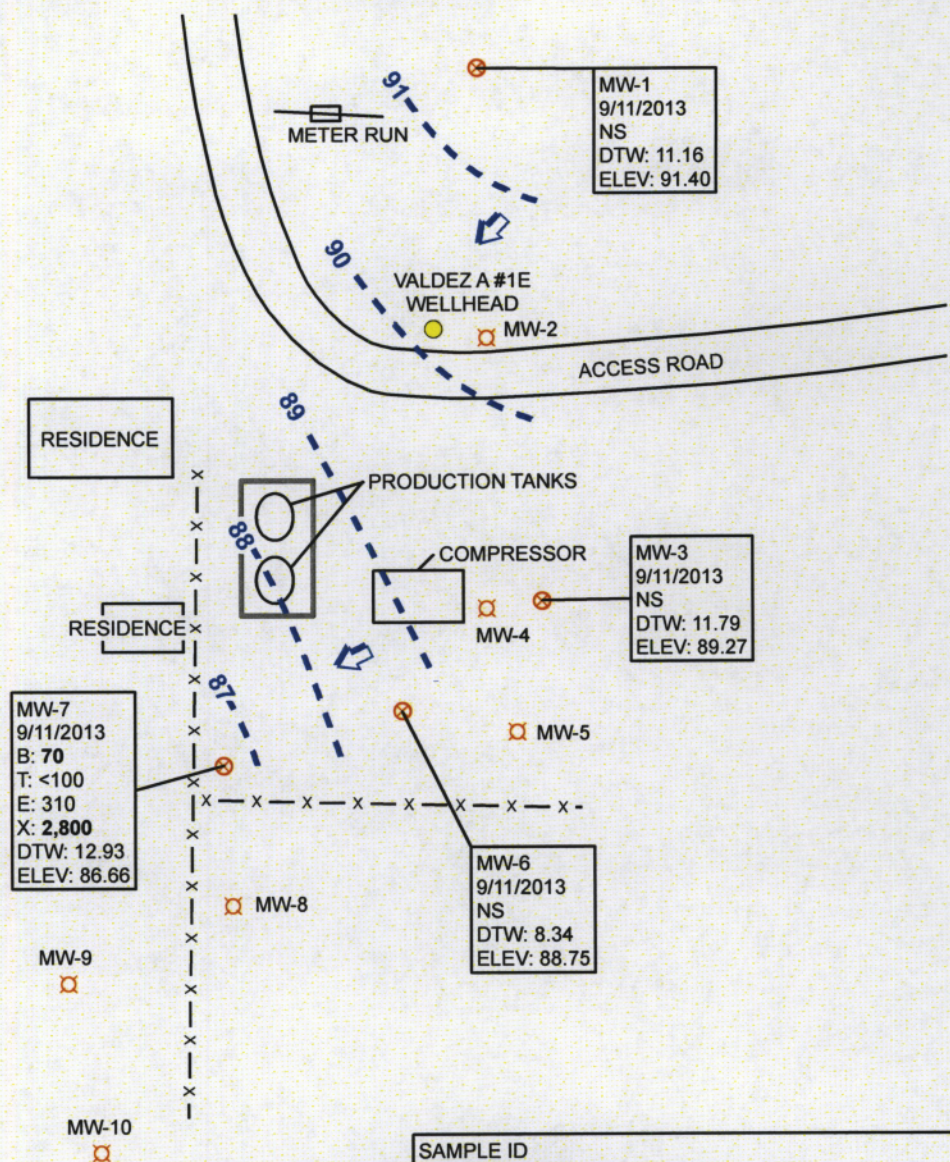 91
MW-1
9/11/2013
NS
DTW: 11.16
ELEV: 91.40
METER RUN
90
VALDEZ A #1E
WELLHEAD
MW-2
ACCESS ROAD
89
RESIDENCE
PRODUCTION TANKS
88
COMPRESSOR
MW-3
9/11/2013
NS
DTW: 11.79
ELEV: 89.27
RESIDENCE
MW-4
87
MW-7
9/11/2013
B: 70
T: <100
E: 310
X: 2,800
DTW: 12.93
ELEV: 86.66
MW-5
MW-6
9/11/2013
NS
DTW: 8.34
ELEV: 88.75
MW-8
MW-9
MW-10
SAMPLE ID